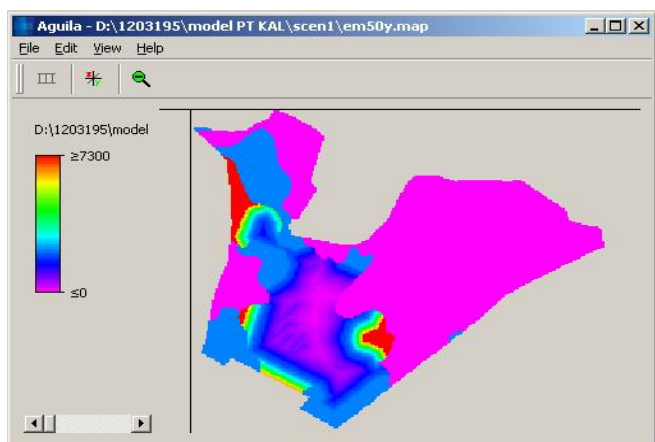 Aguila - D:\1203195\model PT KAL\scen1\em50y.map
File Edit View Help
D:\1203195\model
≥7300
≤0